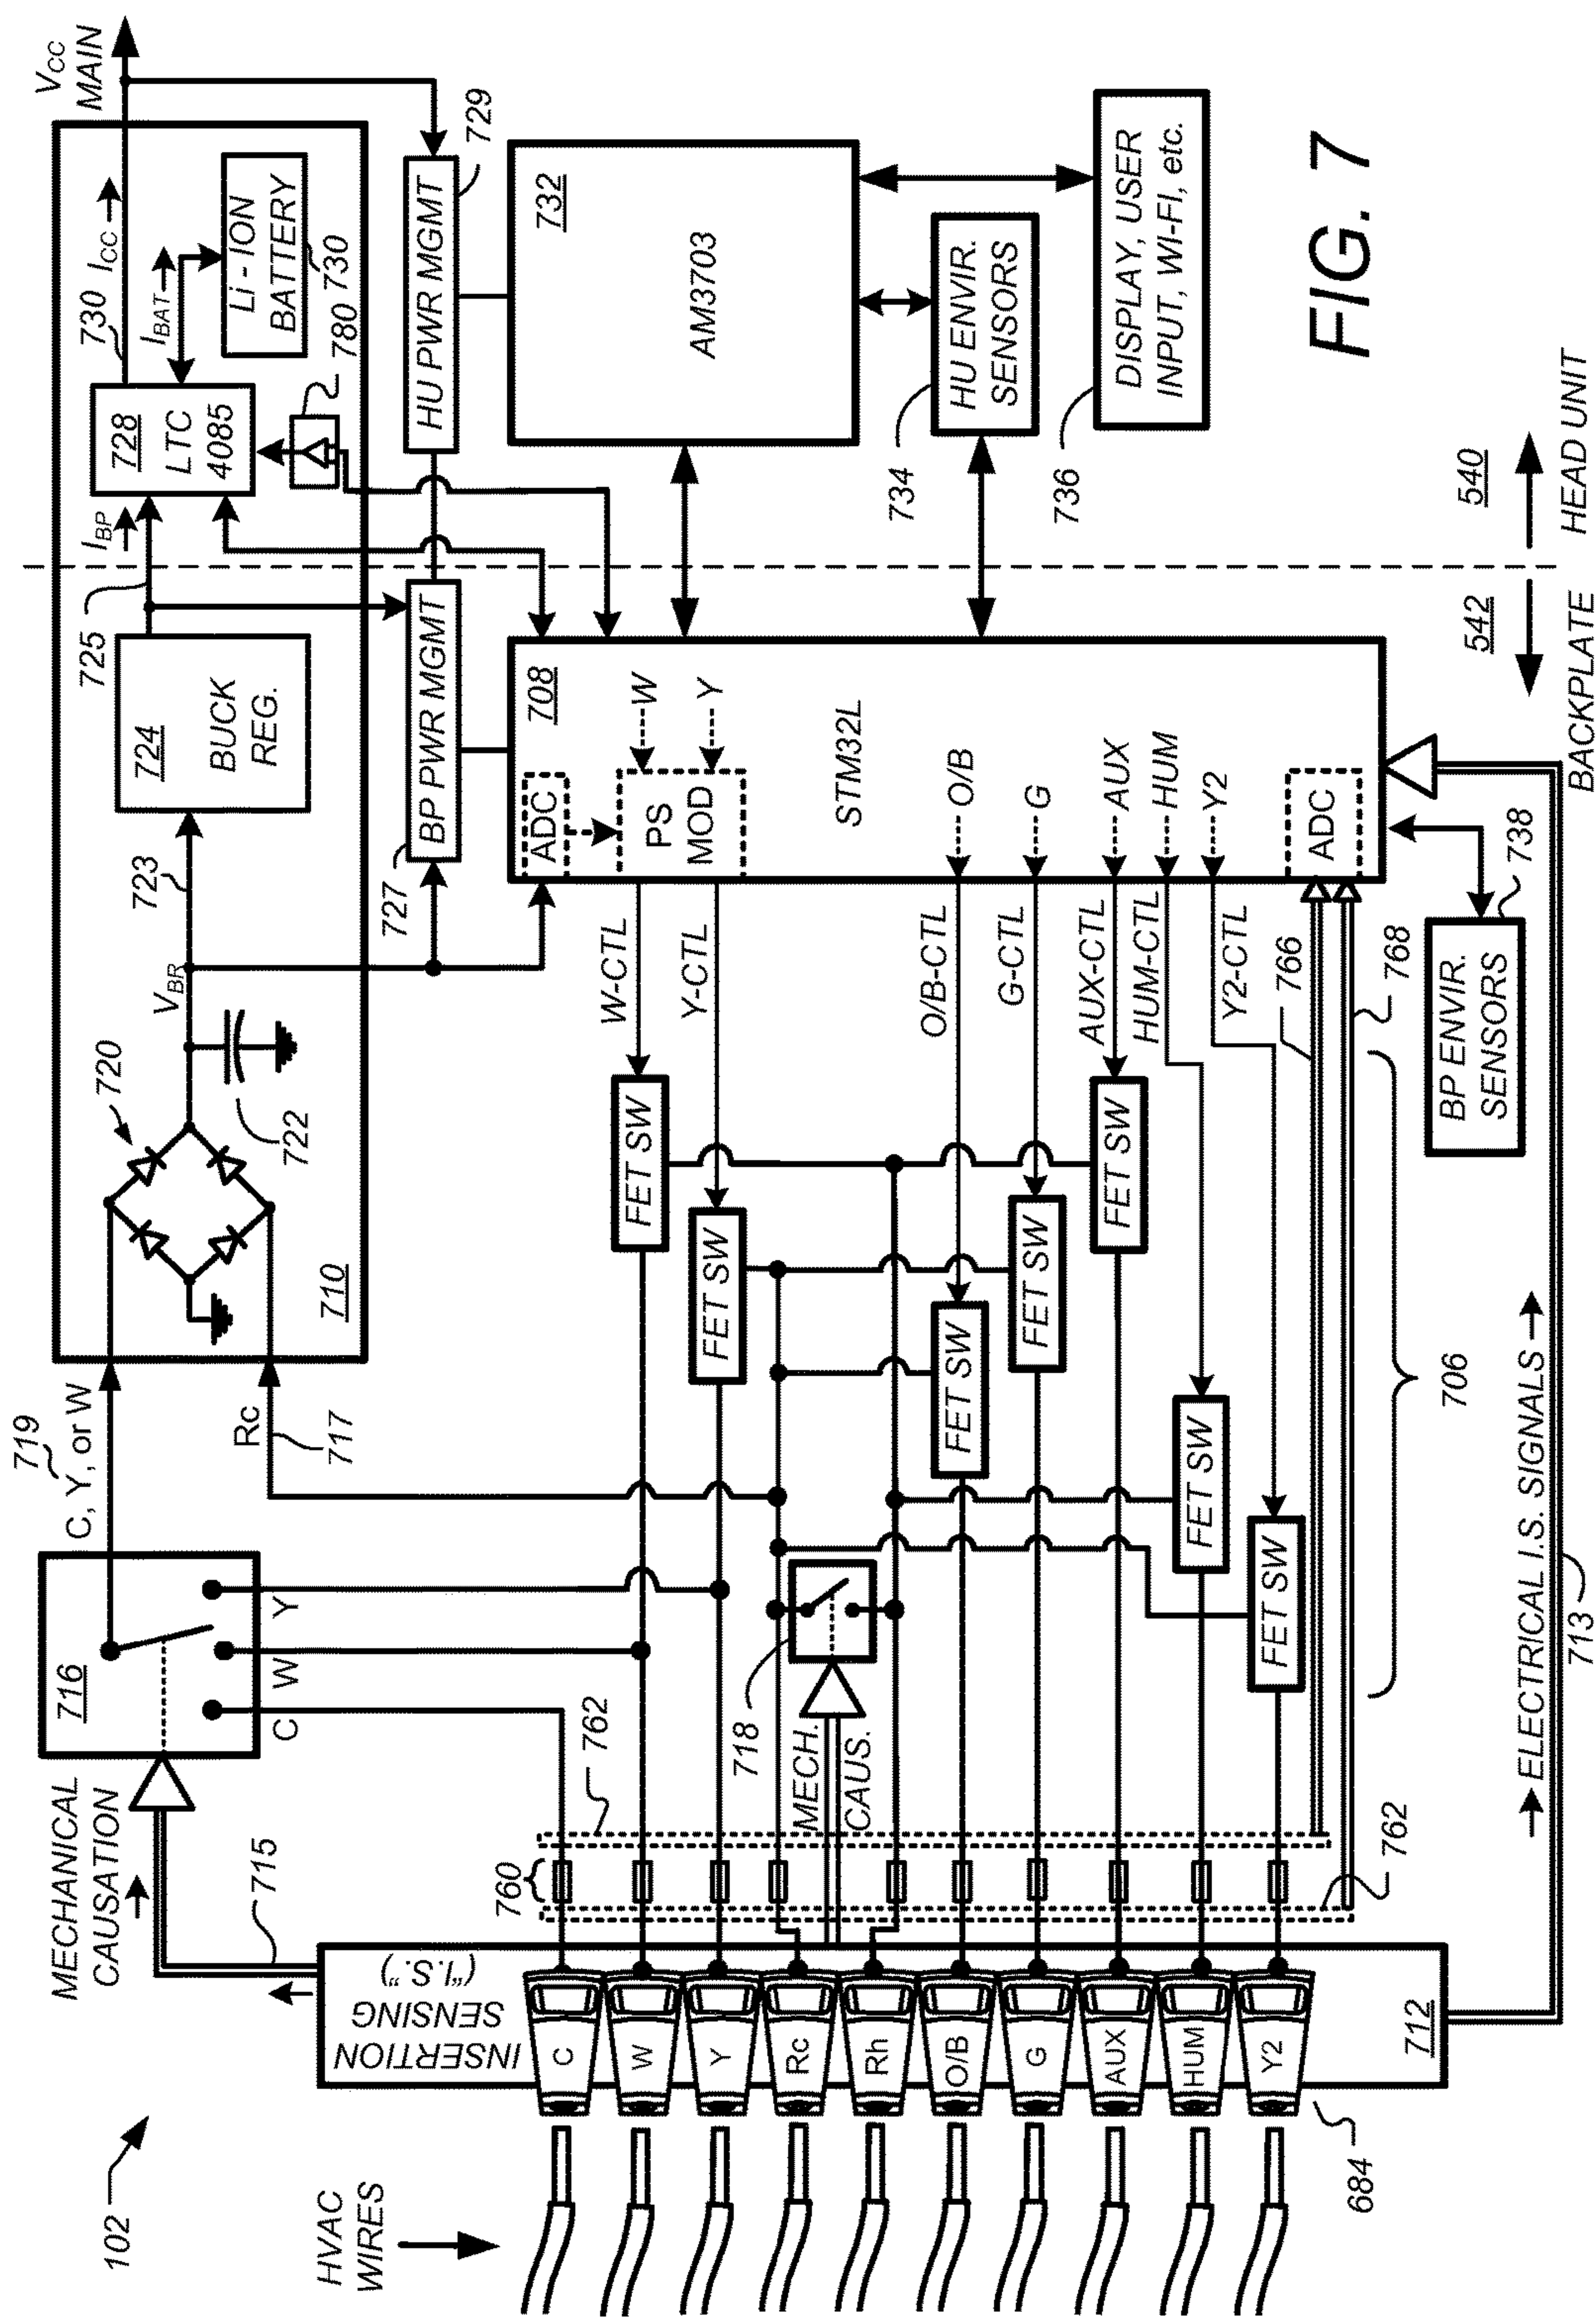 102
HVAC
WIRES
MECHANICAL
CAUSATION
715
716
C
W
Y
719
C, Y, or W
Rc
717
710
720
722
VBR
723
724
BUCK
REG.
725
IBP
728
LTC
4085
730
ICC
IBAT
Li - ION
BATTERY
730
780
VCC
MAIN
727
BP PWR MGMT
HU PWR MGMT
729
INSERTION
SENSING
("I.S.")
C
W
Y
Rc
Rh
O/B
G
AUX
HUM
Y2
684
712
760
762
762
718
MECH.
CAUS.
FET SW
FET SW
FET SW
FET SW
FET SW
FET SW
FET SW
W-CTL
Y-CTL
O/B-CTL
G-CTL
AUX-CTL
HUM-CTL
Y2-CTL
766
768
706
708
ADC
PS
MOD
W
Y
STM32L
O/B
G
AUX
HUM
Y2
ADC
732
AM3703
HU ENVIR.
SENSORS
734
DISPLAY, USER
INPUT, WI-FI, etc.
736
BP ENVIR.
SENSORS
738
ELECTRICAL I.S. SIGNALS
713
542
BACKPLATE
540
HEAD UNIT
FIG. 7